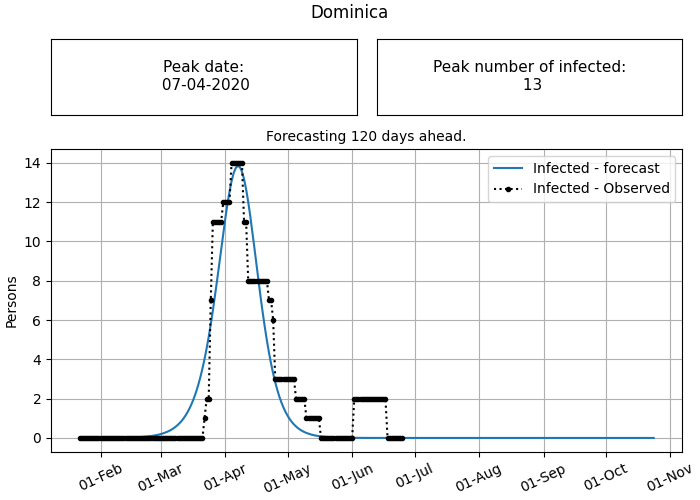 Dominica
Peak date:
07-04-2020
Peak number of infected:
13
Forecasting 120 days ahead.
Infected - forecast
Infected - Observed
Persons
14
12
10
8
6
4
2
0
01-Feb
01-Mar
01-Apr
01-May
01-Jun
01-Jul
01-Aug
01-Sep
01-Oct
01-Nov